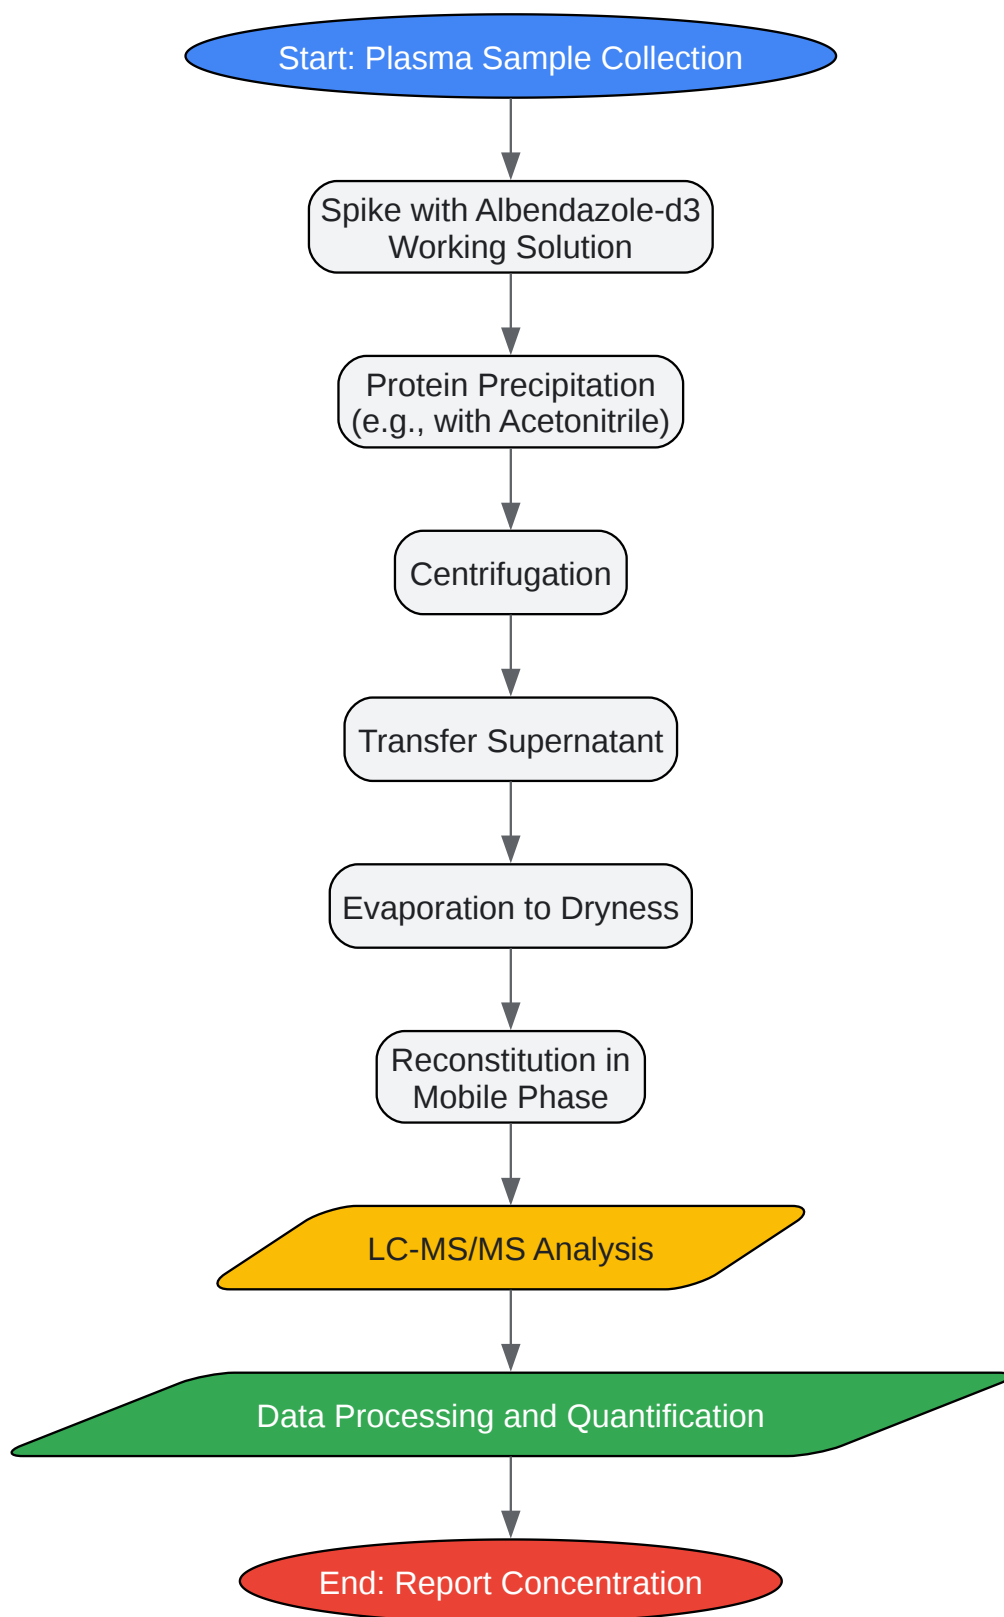 Start: Plasma Sample Collection
Spike with Albendazole-d3
Working Solution
Protein Precipitation
(e.g., with Acetonitrile)
Centrifugation
Transfer Supernatant
Evaporation to Dryness
Reconstitution in
Mobile Phase
LC-MS/MS Analysis
Data Processing and Quantification
End: Report Concentration